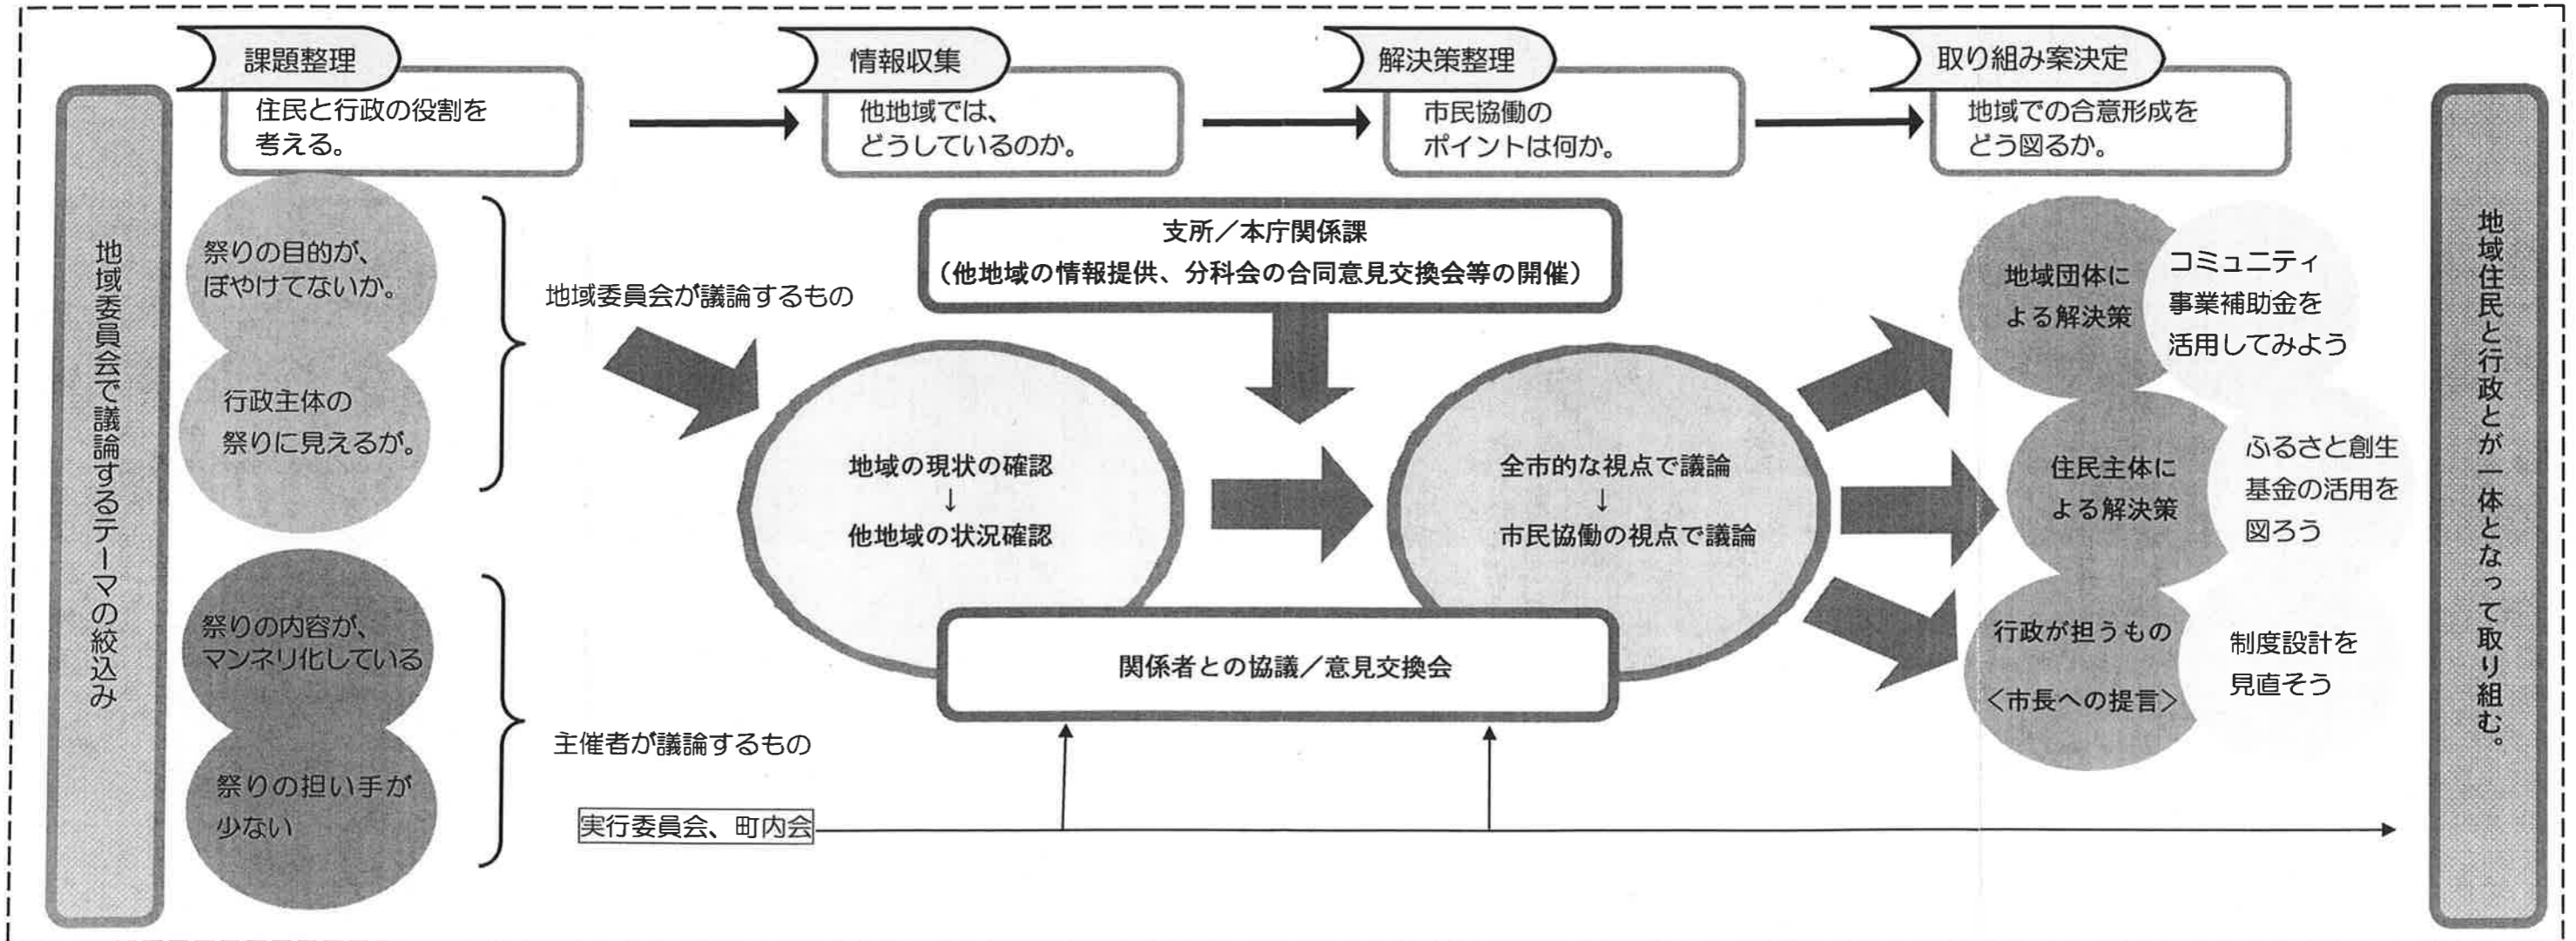 課題整理
住民と行政の役割を
考える。
情報収集
他地域では、
どうしているのか。
解決策整理
市民協働の
ポイントは何か。
取り組み案決定
地域での合意形成を
どう図るか。
地域委員会で議論するテーマの絞込み
祭りの目的が、
ぼやけてないか。
行政主体の
祭りに見えるが。
祭りの内容が、
マンネリ化している
祭りの担い手が
少ない
地域委員会が議論するもの
主催者が議論するもの
実行委員会、町内会
支所／本庁関係課
（他地域の情報提供、分科会の合同意見交換会等の開催）
地域の現状の確認
↓
他地域の状況確認
全市的な視点で議論
↓
市民協働の視点で議論
関係者との協議／意見交換会
地域団体に
よる解決策
コミュニティ
事業補助金を
活用してみよう
住民主体に
よる解決策
ふるさと創生
基金の活用を
図ろう
行政が担うもの
＜市長への提言＞
制度設計を
見直そう
地域住民と行政とが一体となって取り組む。